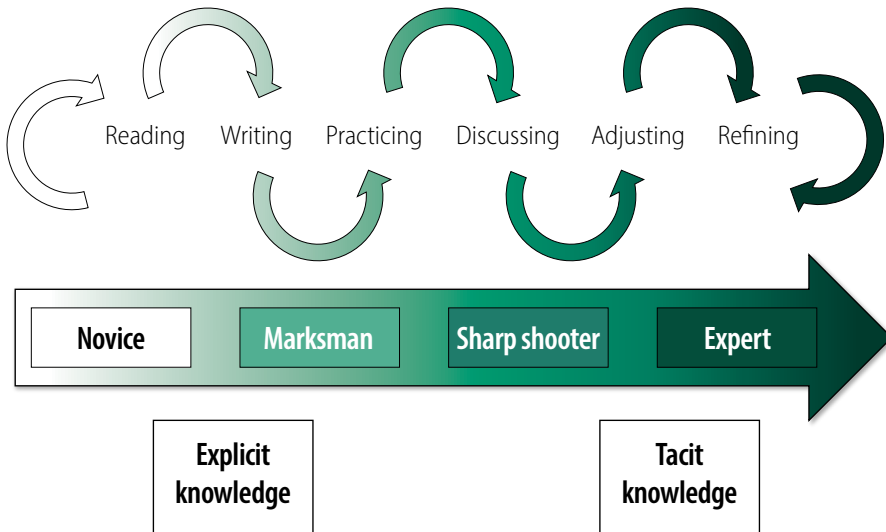 Reading Writing Practicing Discussing Adjusting Refining
Novice Marksman Sharp shooter Expert
Explicit
knowledge
Tacit
knowledge